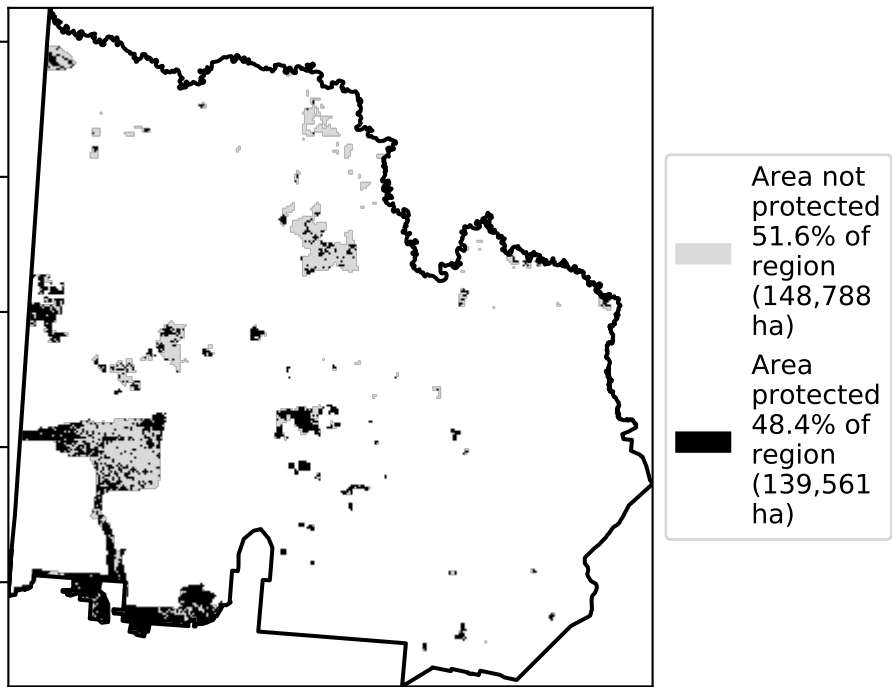 Area not
protected
51.6% of
region
(148,788
ha)
Area
protected
48.4% of
region
(139,561
ha)